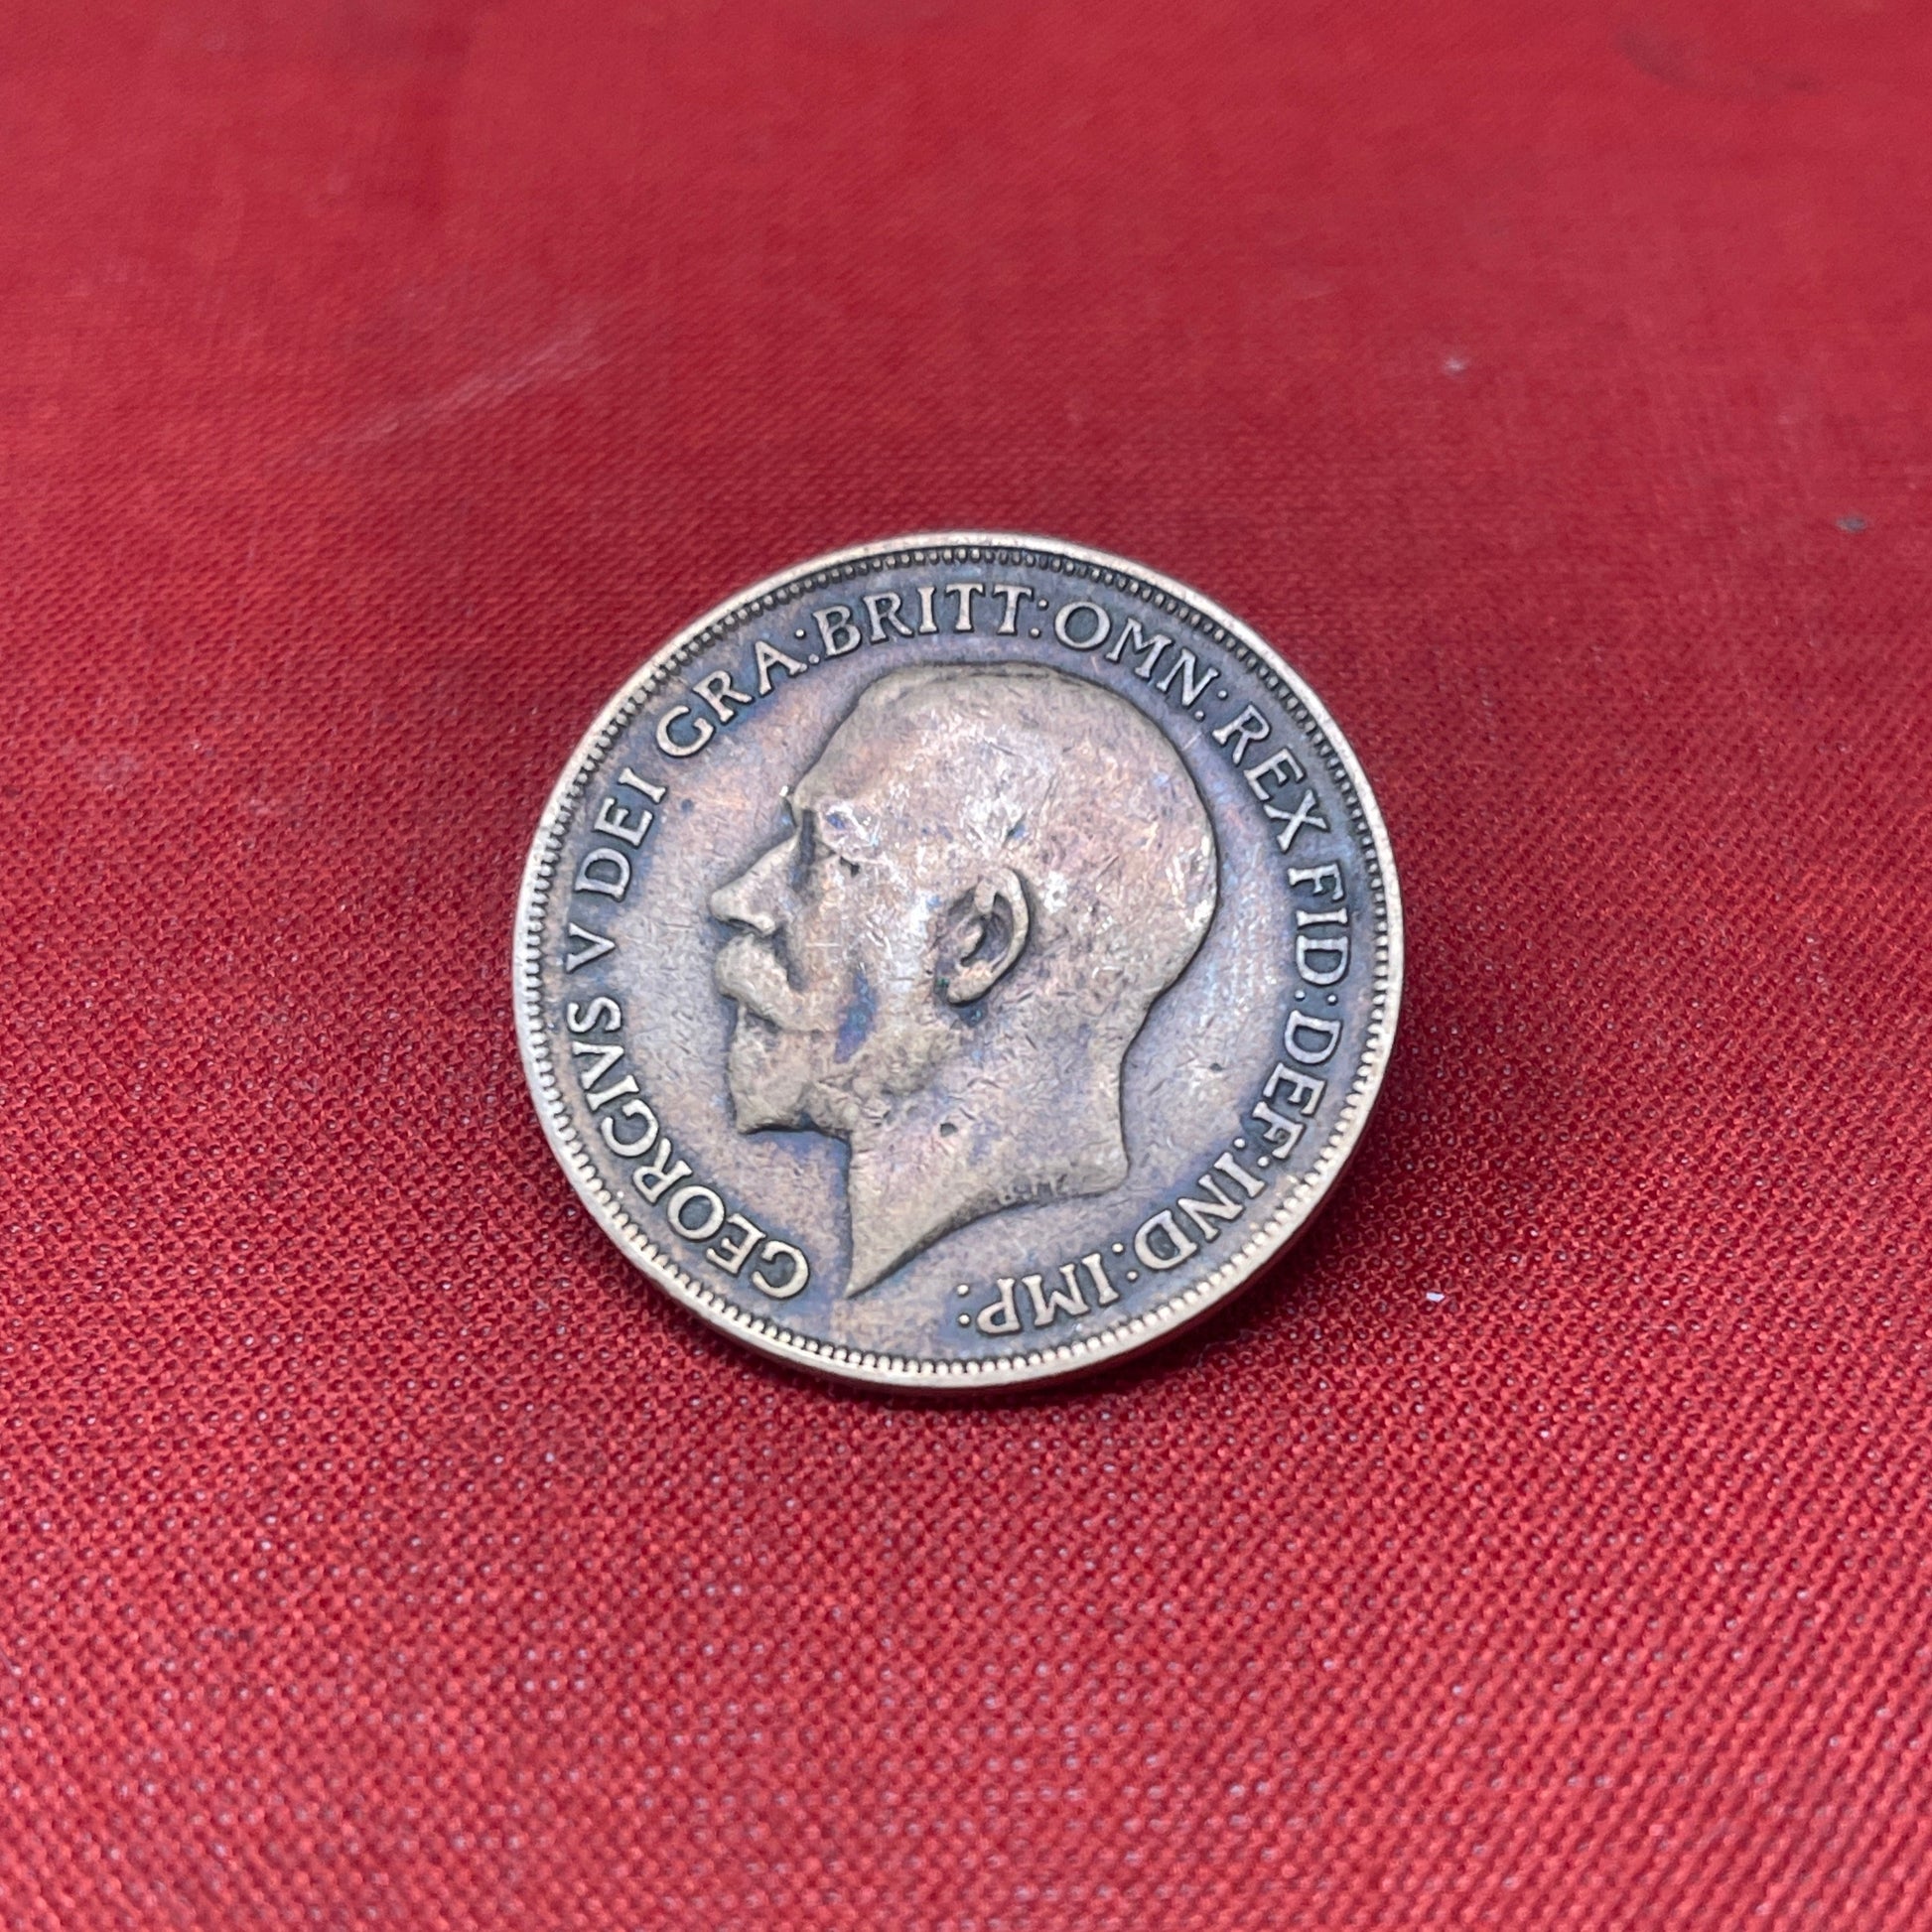 GEORGIVS V DEI GRA:BRITT:OMN:REX FID:DEF:IND:IMP: